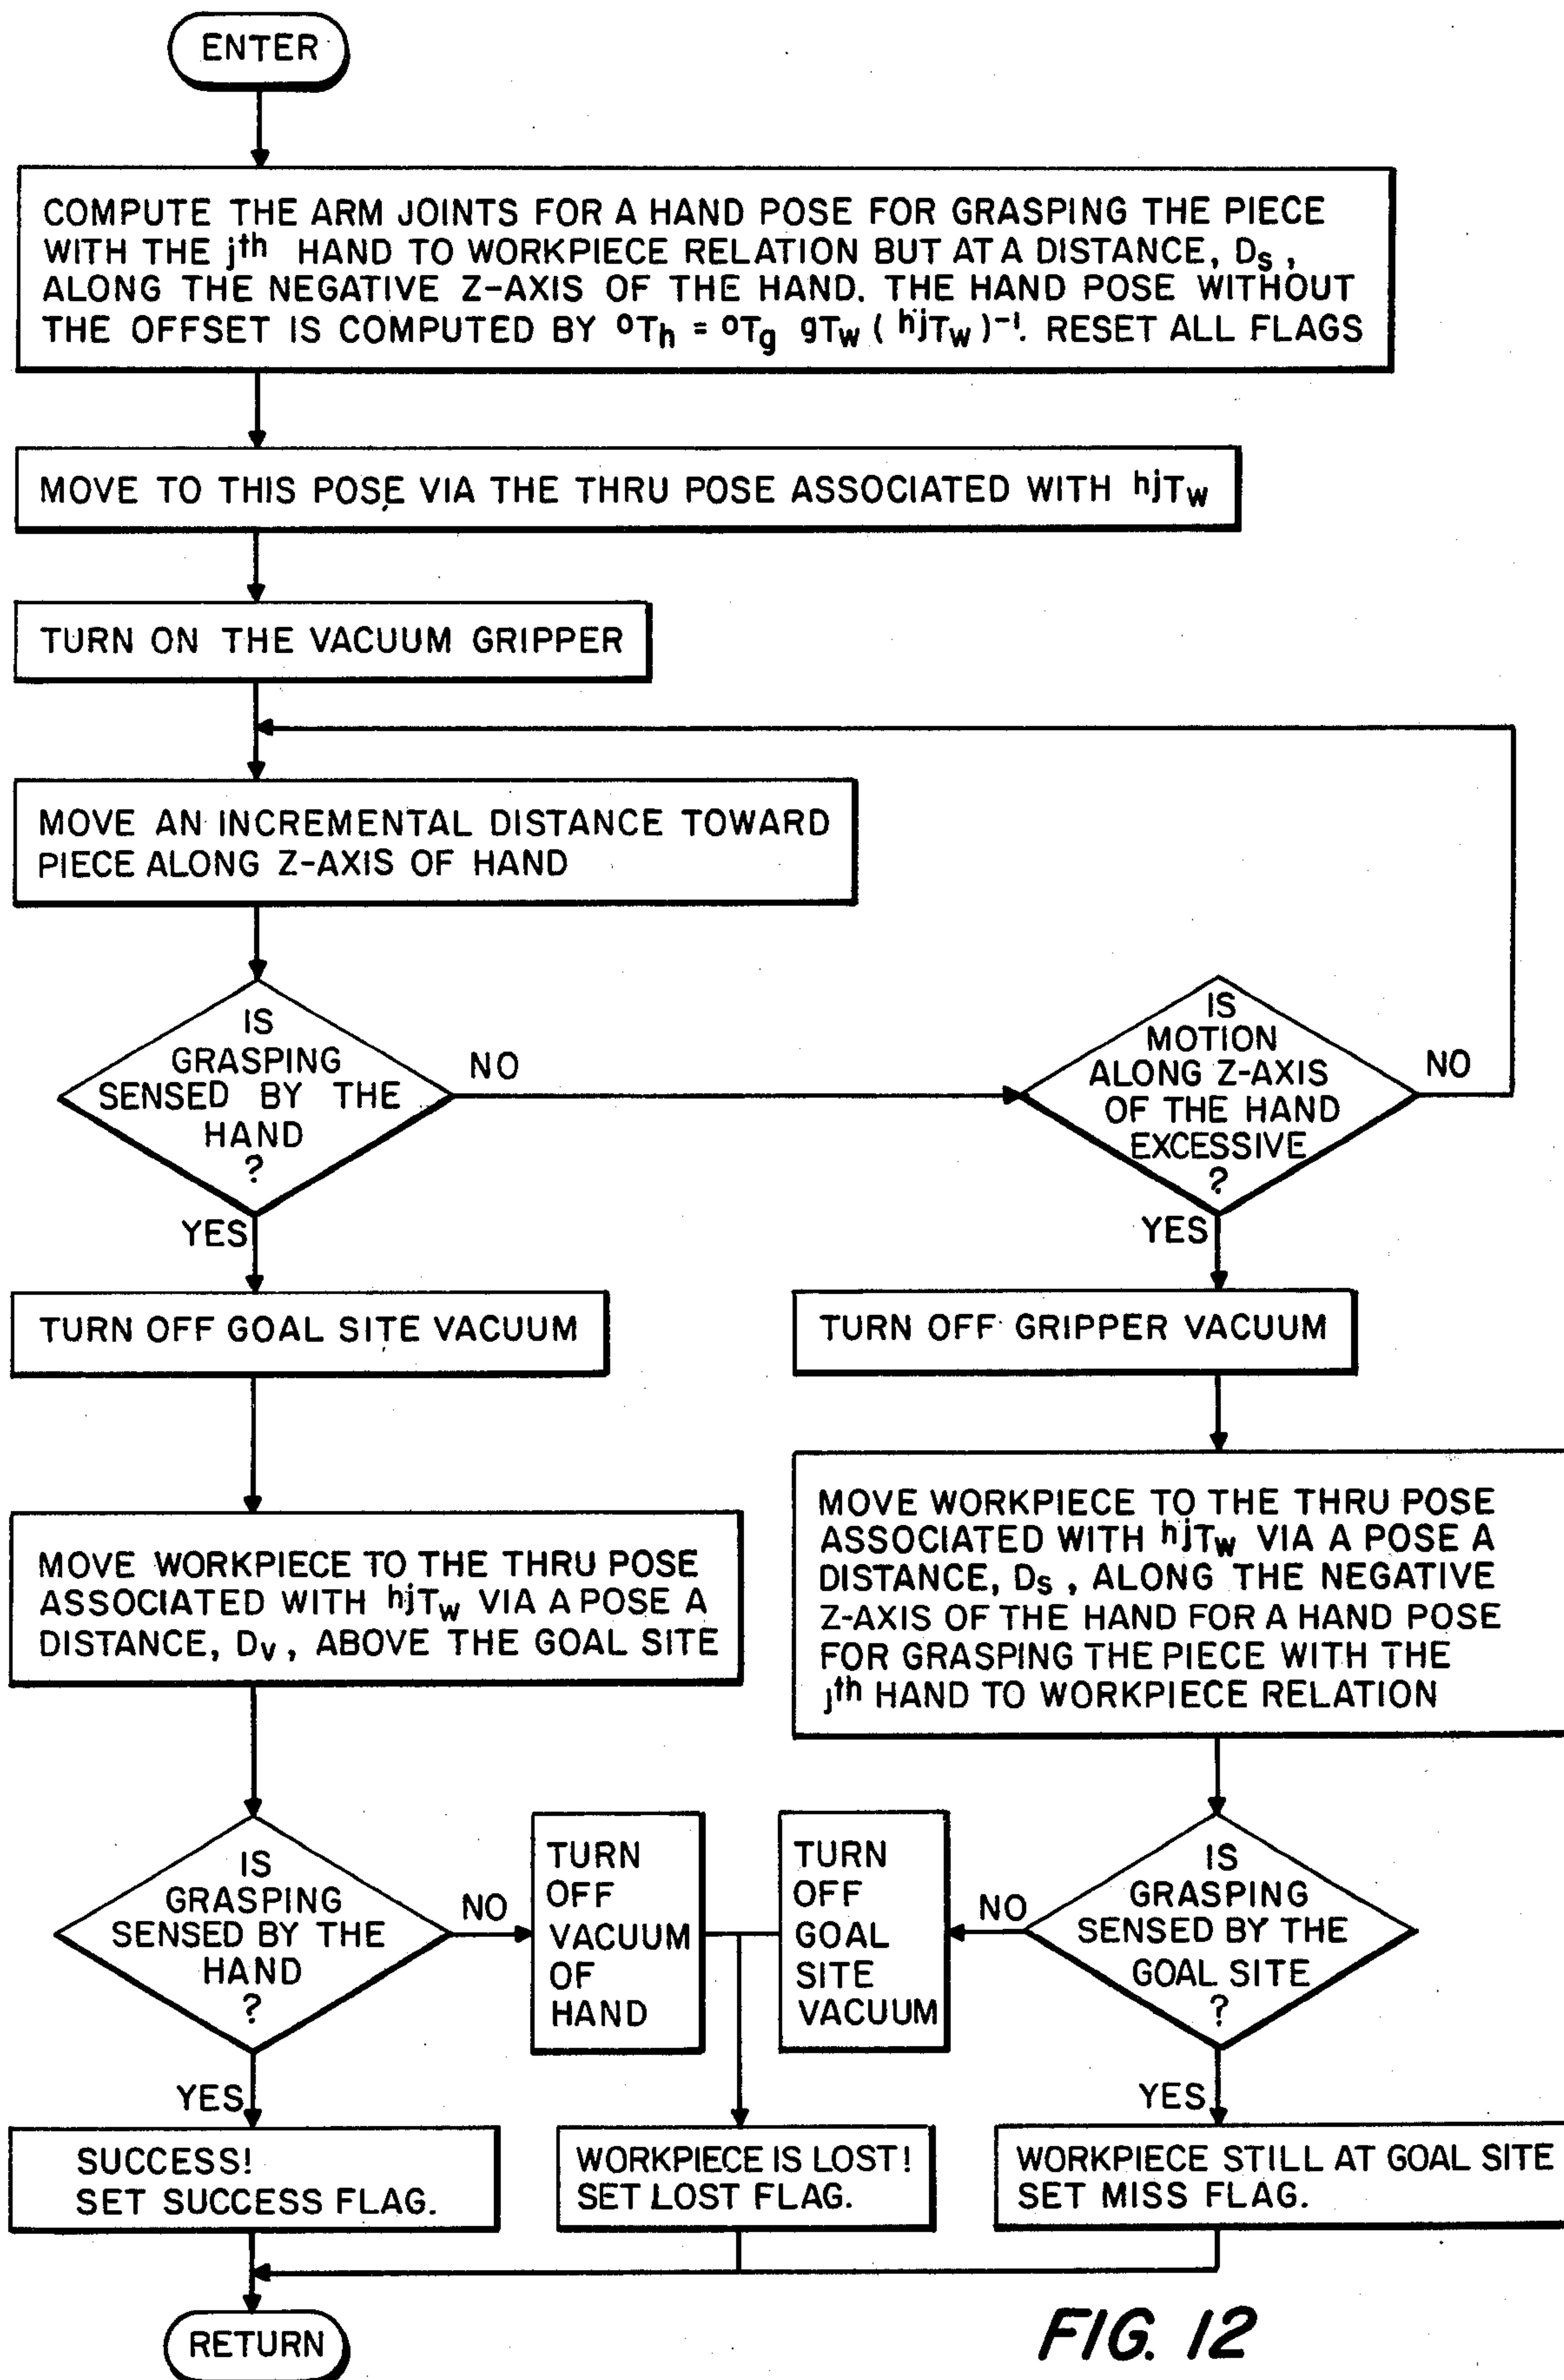 ENTER
COMPUTE THE ARM JOINTS FOR A HAND POSE FOR GRASPING THE PIECE
WITH THE jth HAND TO WORKPIECE RELATION BUT AT A DISTANCE, Ds,
ALONG THE NEGATIVE Z-AXIS OF THE HAND. THE HAND POSE WITHOUT
THE OFFSET IS COMPUTED BY oTh = oTg gTw (hjTw)-1. RESET ALL FLAGS
MOVE TO THIS POSE VIA THE THRU POSE ASSOCIATED WITH hjTw
TURN ON THE VACUUM GRIPPER
MOVE AN INCREMENTAL DISTANCE TOWARD
PIECE ALONG Z-AXIS OF HAND
IS
GRASPING
SENSED BY THE
HAND
?
NO
YES
IS
MOTION
ALONG Z-AXIS
OF THE HAND
EXCESSIVE
?
NO
YES
TURN OFF GOAL SITE VACUUM
TURN OFF GRIPPER VACUUM
MOVE WORKPIECE TO THE THRU POSE
ASSOCIATED WITH hjTw VIA A POSE A
DISTANCE, Dv, ABOVE THE GOAL SITE
MOVE WORKPIECE TO THE THRU POSE
ASSOCIATED WITH hjTw VIA A POSE A
DISTANCE, Ds, ALONG THE NEGATIVE
Z-AXIS OF THE HAND FOR A HAND POSE
FOR GRASPING THE PIECE WITH THE
jth HAND TO WORKPIECE RELATION
IS
GRASPING
SENSED BY THE
HAND
?
NO
YES
TURN
OFF
VACUUM
OF
HAND
TURN
OFF
GOAL
SITE
VACUUM
NO
IS
GRASPING
SENSED BY THE
GOAL SITE
?
YES
SUCCESS!
SET SUCCESS FLAG.
WORKPIECE IS LOST!
SET LOST FLAG.
WORKPIECE STILL AT GOAL SITE
SET MISS FLAG.
RETURN
FIG. 12